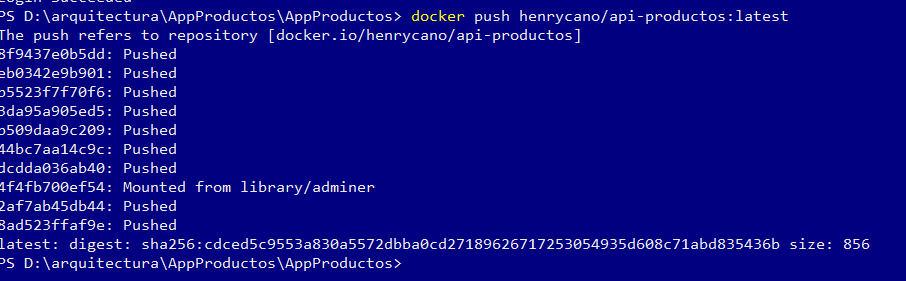 Login Succeeded
PS D:\arquitectura\AppProductos\AppProductos> docker push henrycano/api-productos:latest
The push refers to repository [docker.io/henrycano/api-productos]
8f9437e0b5dd: Pushed
eb0342e9b901: Pushed
b5523f7f70f6: Pushed
3da95a905ed5: Pushed
b509daa9c209: Pushed
44bc7aa14c9c: Pushed
dcdda036ab40: Pushed
4f4fb700ef54: Mounted from library/adminer
2af7ab45db44: Pushed
8ad523ffaf9e: Pushed
latest: digest: sha256:cdced5c9553a830a5572dbba0cd27189626717253054935d608c71abd835436b size: 856
PS D:\arquitectura\AppProductos\AppProductos>